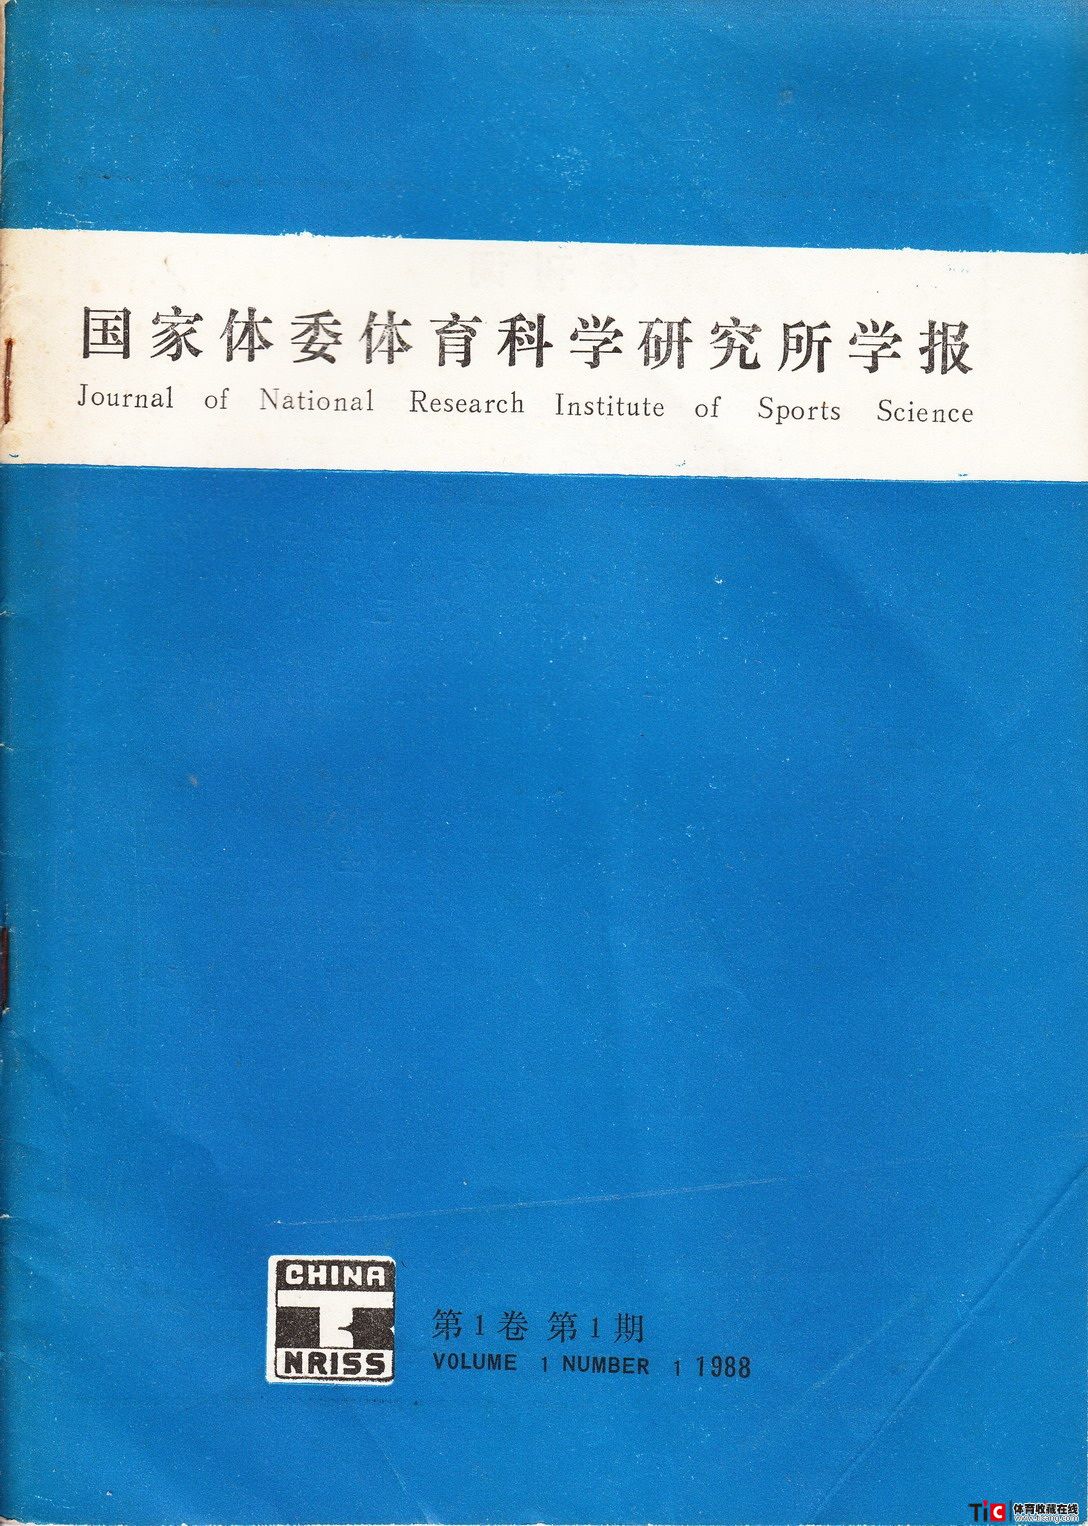 国家体委体育科学研究所学报
Journal of National Research Institute of Sports Science
CHINA
NRISS
第1卷 第1期
VOLUME 1 NUMBER 1 1988
TiC 体育收藏在线